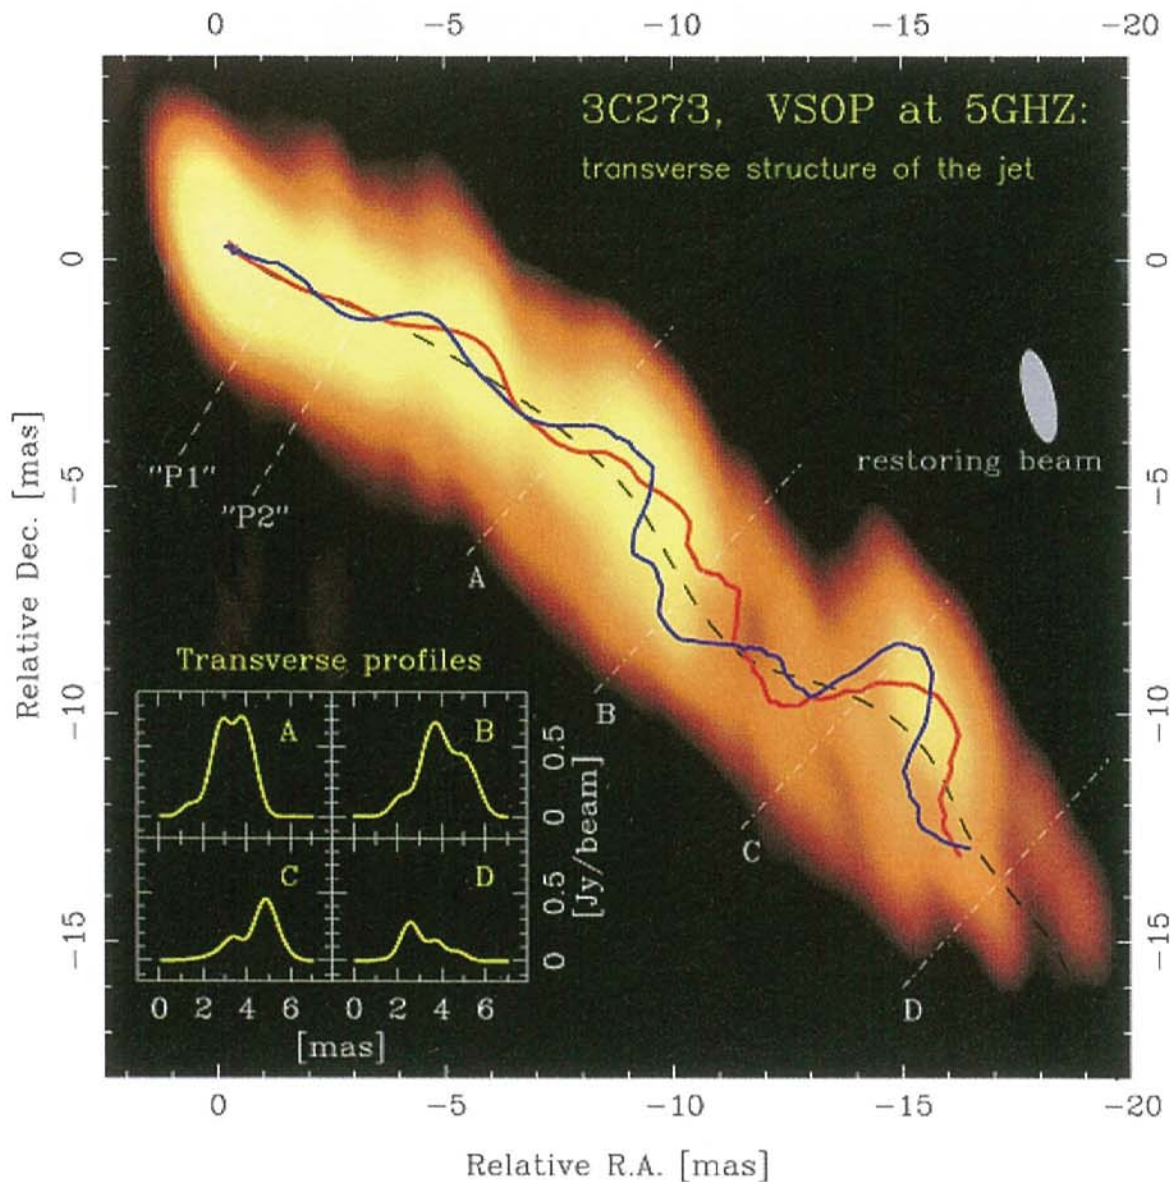 0 -5 -10 -15 -20
3C273, VSOP at 5GHZ:
transverse structure of the jet
0
-5
-10
-15
Relative Dec. [mas]
0
-5
-10
-15
-20
restoring beam
"P1"
"P2"
A
B
C
D
Transverse profiles
A B
C D
0 0.5
0 0.5
[Jy/beam]
0 2 4 6 0 2 4 6
[mas]
0 -5 -10 -15 -20
Relative R.A. [mas]